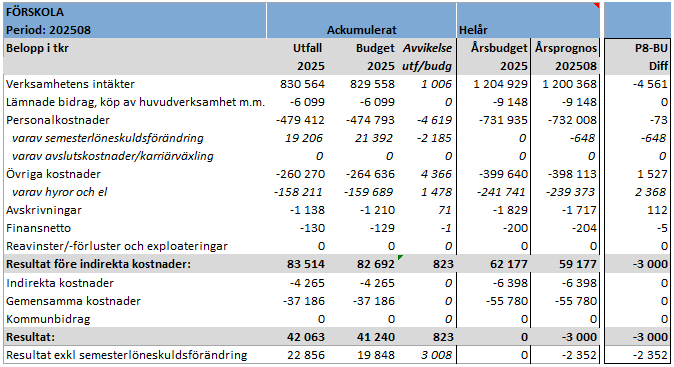 FÖRSKOLA
Period: 202508 Ackumulerat Helår
Belopp i tkr Utfall Budget Avvikelse Årsbudget Årsprognos P8-BU
2025 2025 utf/budg 2025 202508 Diff
Verksamhetens intäkter 830 564 829 558 1 006 1 204 929 1 200 368 -4 561
Lämnade bidrag, köp av huvudverksamhet m.m. -6 099 -6 099 0 -9 148 -9 148 0
Personalkostnader -479 412 -474 793 -4 619 -731 935 -732 008 -73
varav semesterlöneskuldsförändring 19 206 21 392 -2 185 0 -648 -648
varav avslutskostnader/karriärväxling 0 0 0 0 0 0
Övriga kostnader -260 270 -264 636 4 366 -399 640 -398 113 1 527
varav hyror och el -158 211 -159 689 1 478 -241 741 -239 373 2 368
Avskrivningar -1 138 -1 210 71 -1 829 -1 717 112
Finansnetto -130 -129 -1 -200 -204 -5
Reavinster/-förluster och exploateringar 0 0 0 0 0 0
Resultat före indirekta kostnader: 83 514 82 692 823 62 177 59 177 -3 000
Indirekta kostnader -4 265 -4 265 0 -6 398 -6 398 0
Gemensamma kostnader -37 186 -37 186 0 -55 780 -55 780 0
Kommunbidrag 0 0 0 0 0 0
Resultat: 42 063 41 240 823 0 -3 000 -3 000
Resultat exkl semesterlöneskuldsförändring 22 856 19 848 3 008 0 -2 352 -2 352